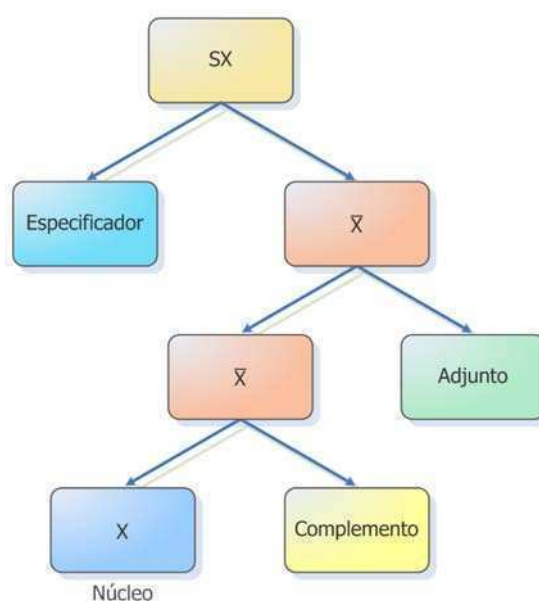 SX
Especificador
X̅
X̅
Adjunto
X
Complemento
Núcleo